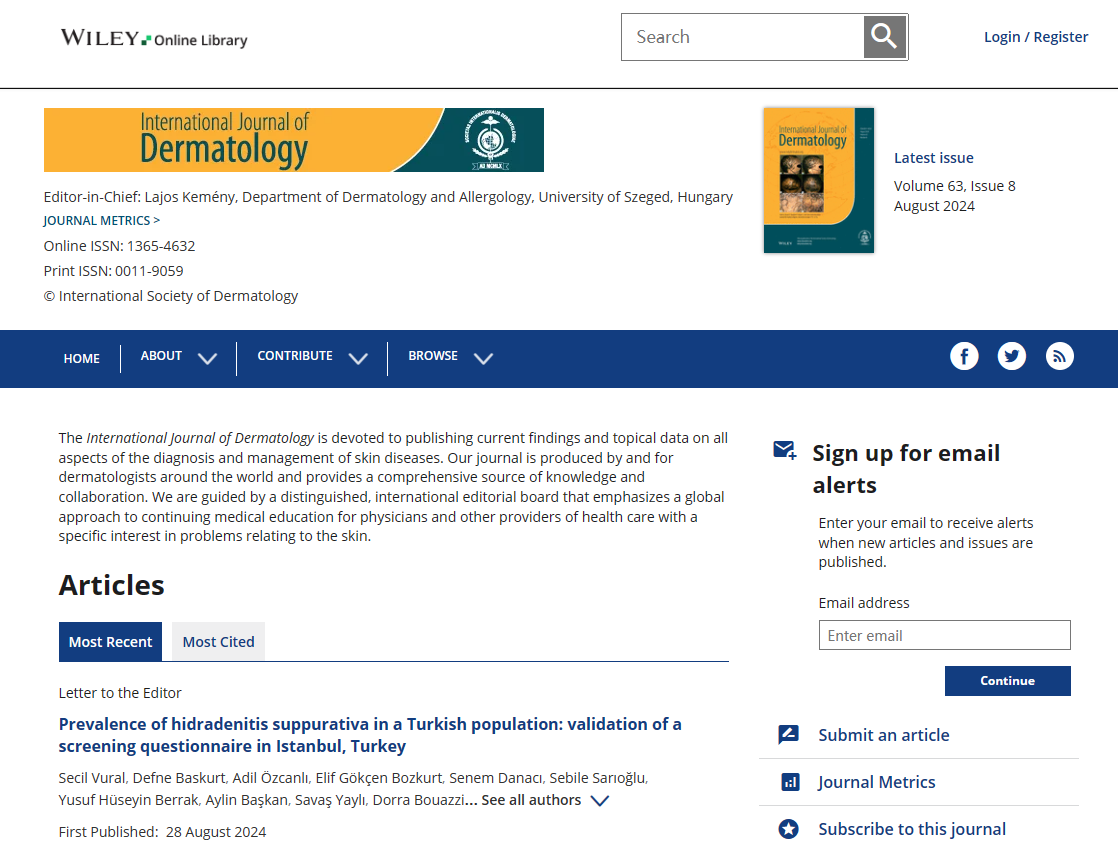 WILEY Online Library
Search
Login / Register
International Journal of
Dermatology
Editor-in-Chief: Lajos Kemény, Department of Dermatology and Allergology, University of Szeged, Hungary
JOURNAL METRICS >
Online ISSN: 1365-4632
Print ISSN: 0011-9059
© International Society of Dermatology
International Journal of
Dermatology
WILEY
Latest issue
Volume 63, Issue 8
August 2024
HOME
ABOUT
CONTRIBUTE
BROWSE
The International Journal of Dermatology is devoted to publishing current findings and topical data on all
aspects of the diagnosis and management of skin diseases. Our journal is produced by and for
dermatologists around the world and provides a comprehensive source of knowledge and
collaboration. We are guided by a distinguished, international editorial board that emphasizes a global
approach to continuing medical education for physicians and other providers of health care with a
specific interest in problems relating to the skin.
Articles
Most Recent
Most Cited
Letter to the Editor
Prevalence of hidradenitis suppurativa in a Turkish population: validation of a
screening questionnaire in Istanbul, Turkey
Secil Vural, Defne Baskurt, Adil Özcanlı, Elif Gökçen Bozkurt, Senem Danacı, Sebile Sarıoğlu,
Yusuf Hüseyin Berrak, Aylin Başkan, Savaş Yaylı, Dorra Bouazzi... See all authors
First Published: 28 August 2024
Sign up for email
alerts
Enter your email to receive alerts
when new articles and issues are
published.
Email address
Enter email
Continue
Submit an article
Journal Metrics
Subscribe to this journal